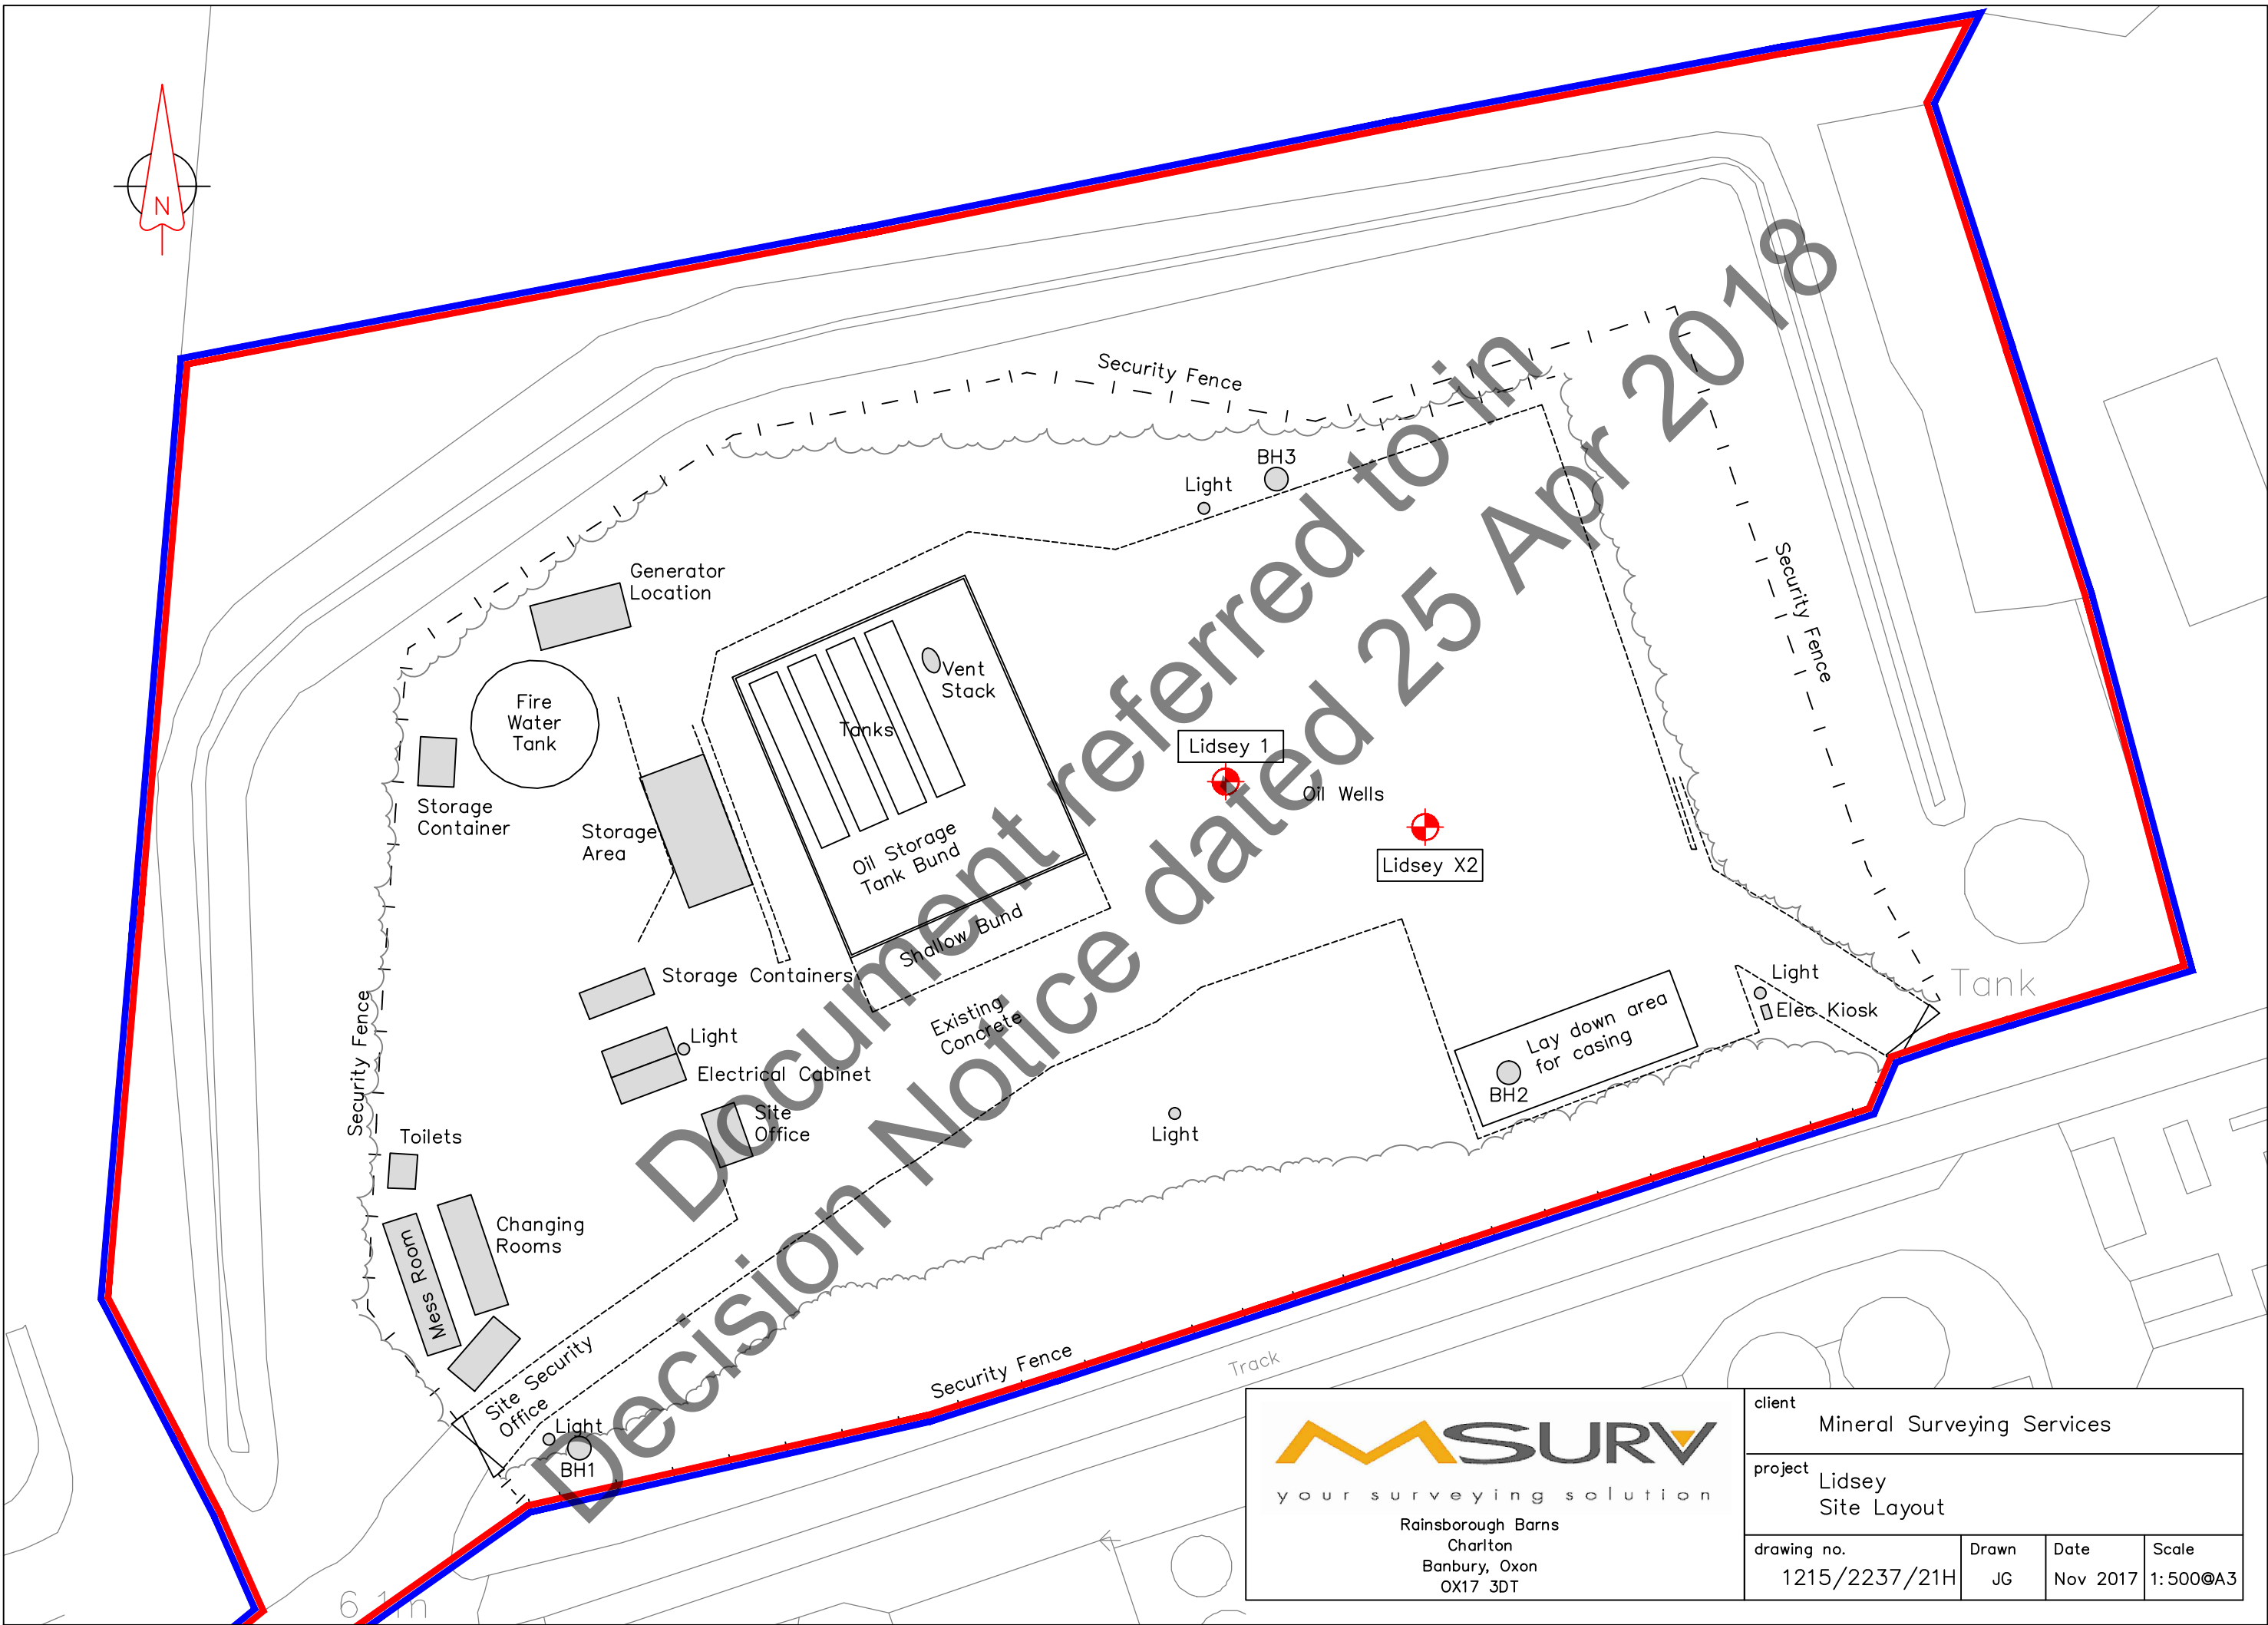 N
Security Fence
BH3
Light
Generator
Location
Security Fence
Fire
Water
Tank
Vent
Stack
Tanks
Lidsey 1
Oil Wells
Storage
Container
Storage
Area
Oil Storage
Tank Bund
Lidsey X2
Shallow Bund
Storage Containers
Existing
Concrete
Light
Elec Kiosk
Tank
Lay down area
for casing
BH2
Light
Electrical Cabinet
Security Fence
Site
Office
Light
Toilets
Changing
Rooms
Mess Room
Site Security
Office
Light
BH1
Security Fence
Track
6.1m
Document referred to in
Decision Notice dated 25 Apr 2018
MSURV
your surveying solution
Rainsborough Barns
Charlton
Banbury, Oxon
OX17 3DT
client
Mineral Surveying Services
project
Lidsey
Site Layout
drawing no.
1215/2237/21H
Drawn
JG
Date
Nov 2017
Scale
1:500@A3